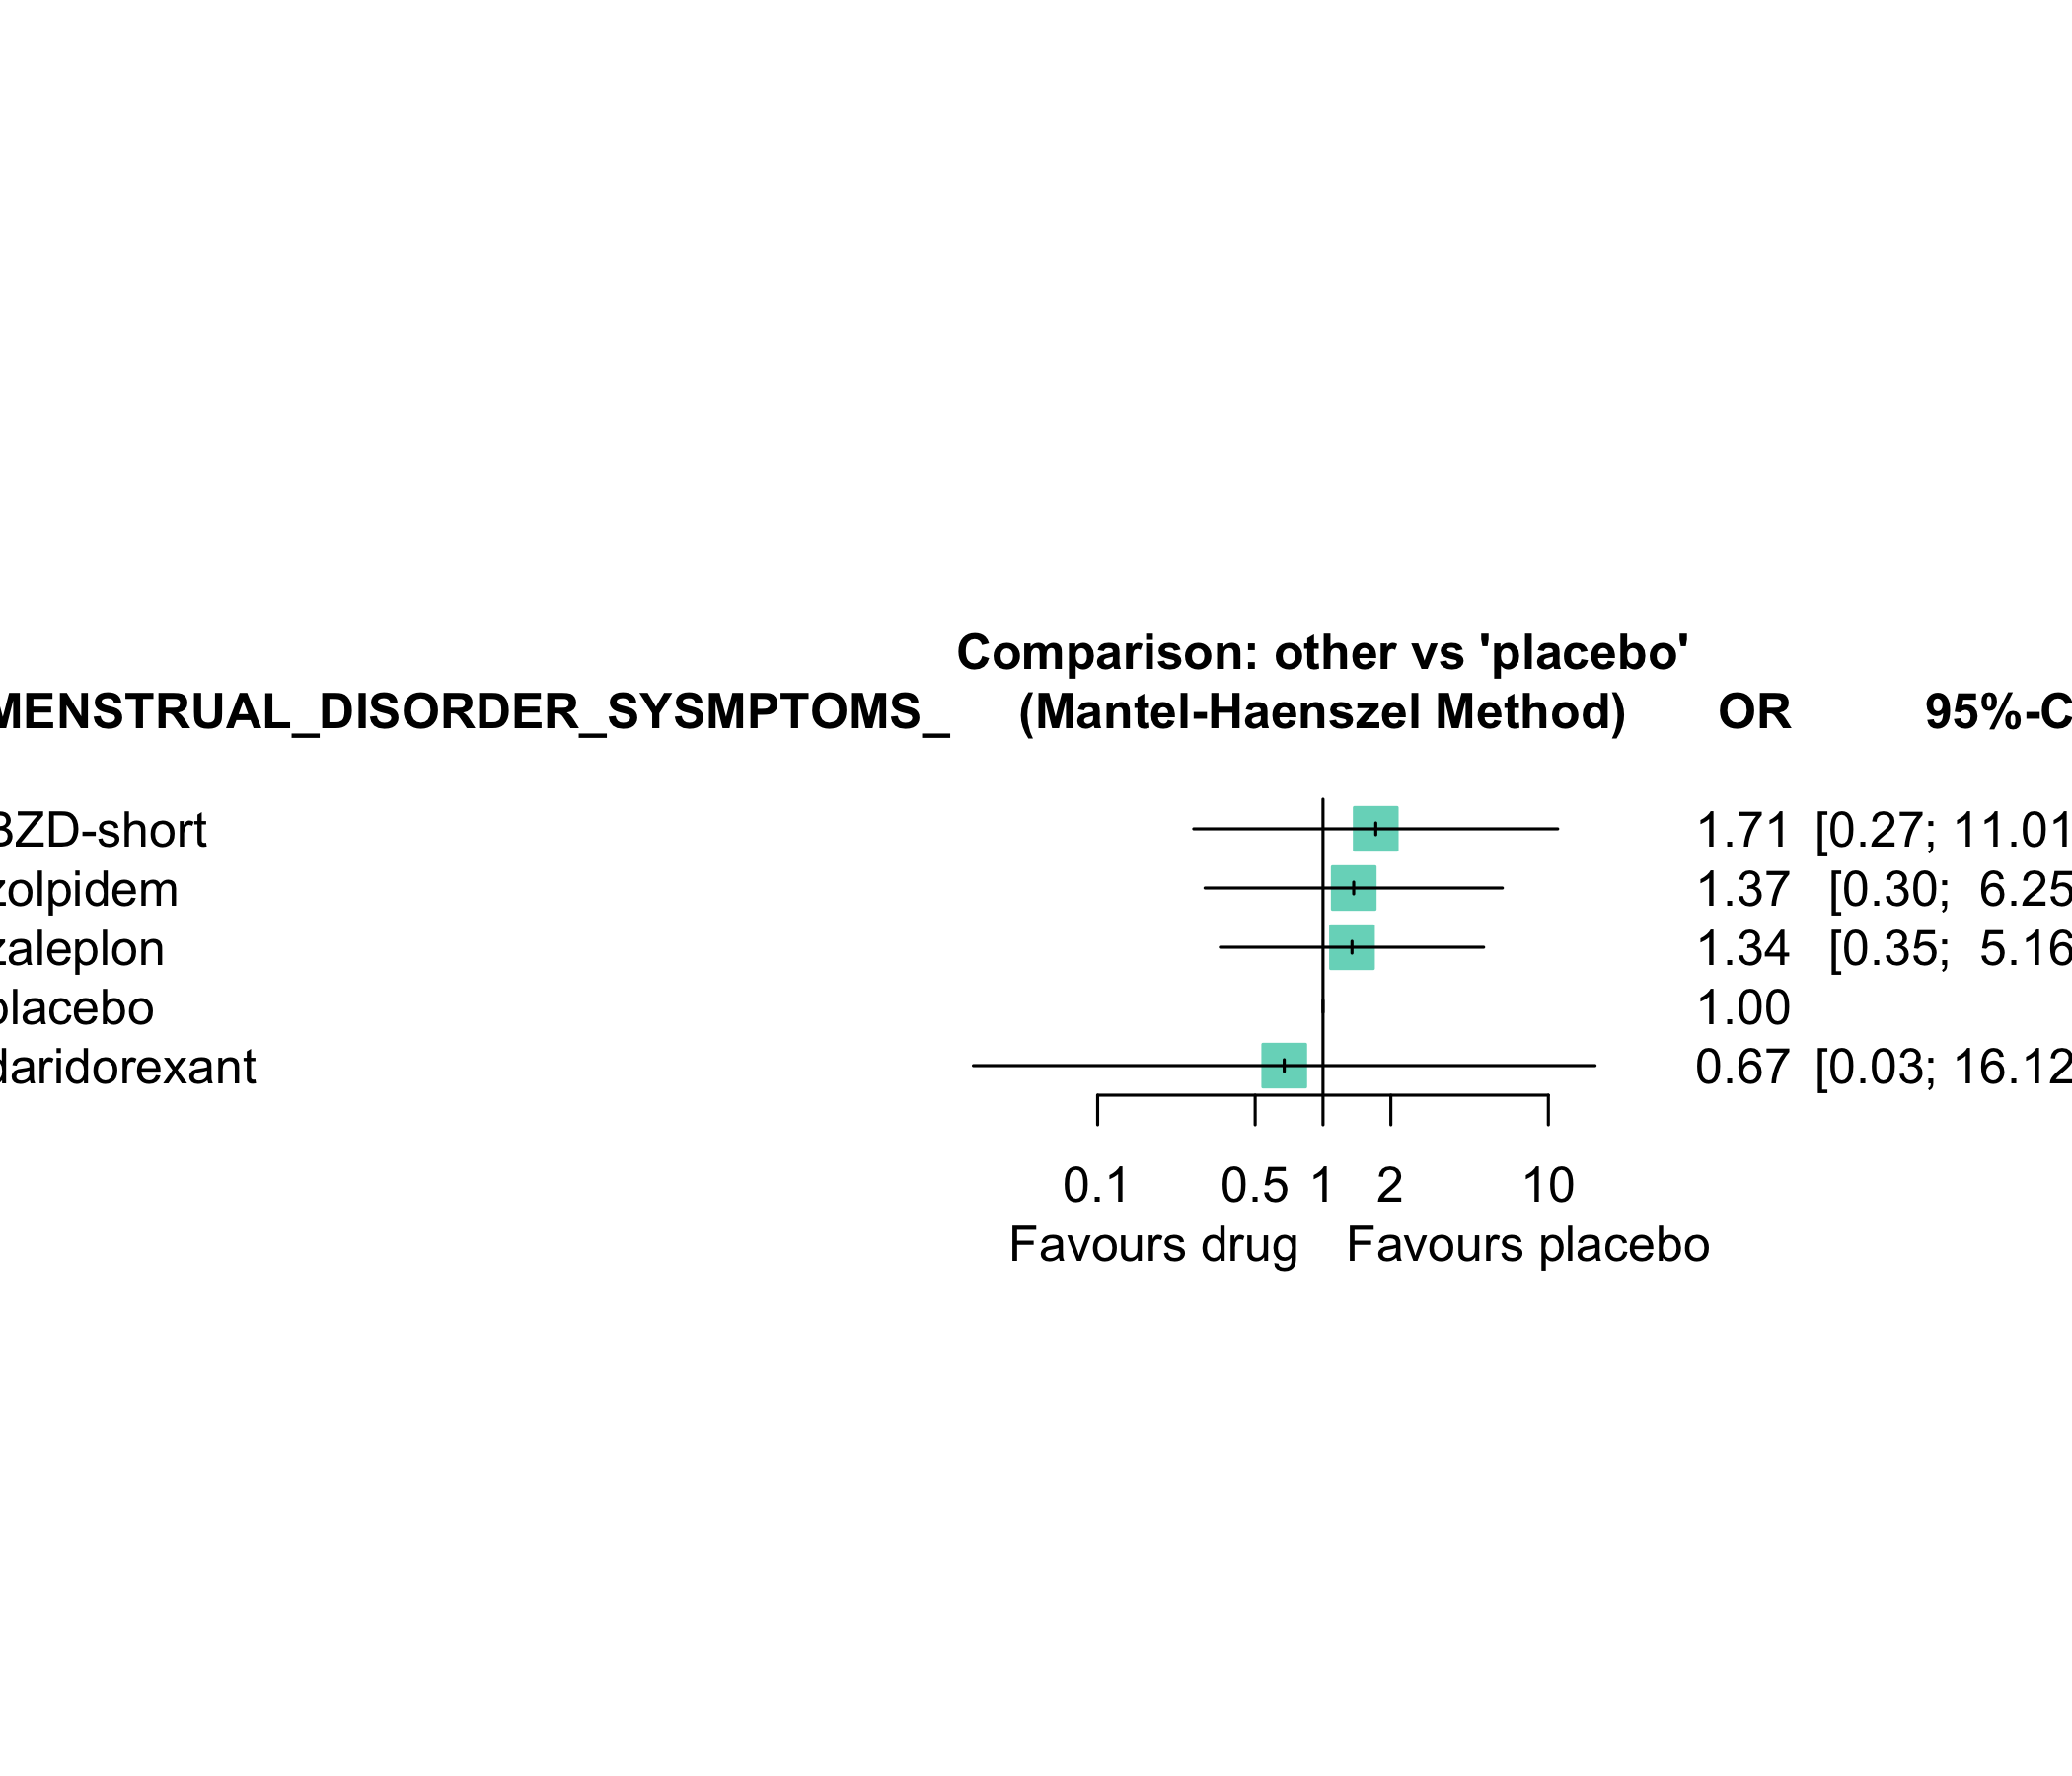 Comparison: other vs 'placebo'
MENSTRUAL_DISORDER_SYSMPTOMS_ (Mantel-Haenszel Method) OR 95%-C
BZD-short 1.71 [0.27; 11.01
zolpidem 1.37 [0.30; 6.25
zaleplon 1.34 [0.35; 5.16
placebo 1.00
daridorexant 0.67 [0.03; 16.12
0.1 0.5 1 2 10
Favours drug Favours placebo